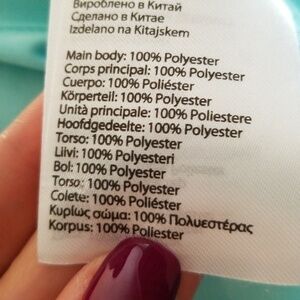 Вироблено в Китай
Сделано в Китае
Izdelano na Kitajskem
Main body: 100% Polyester
Corps principal: 100% Polyester
Cuerpo: 100% Poliéster
Körperteil: 100% Polyester
Unità principale: 100% Poliestere
Hoofdgedeelte: 100% Polyester
Torso: 100% Polyester
Liivi: 100% Polyesteri
Bol: 100% Polyester
Torso: 100% Polyester
Colete: 100% Poliéster
Κυρίως σώμα: 100% Πολυεστέρας
Korpus: 100% Poliester